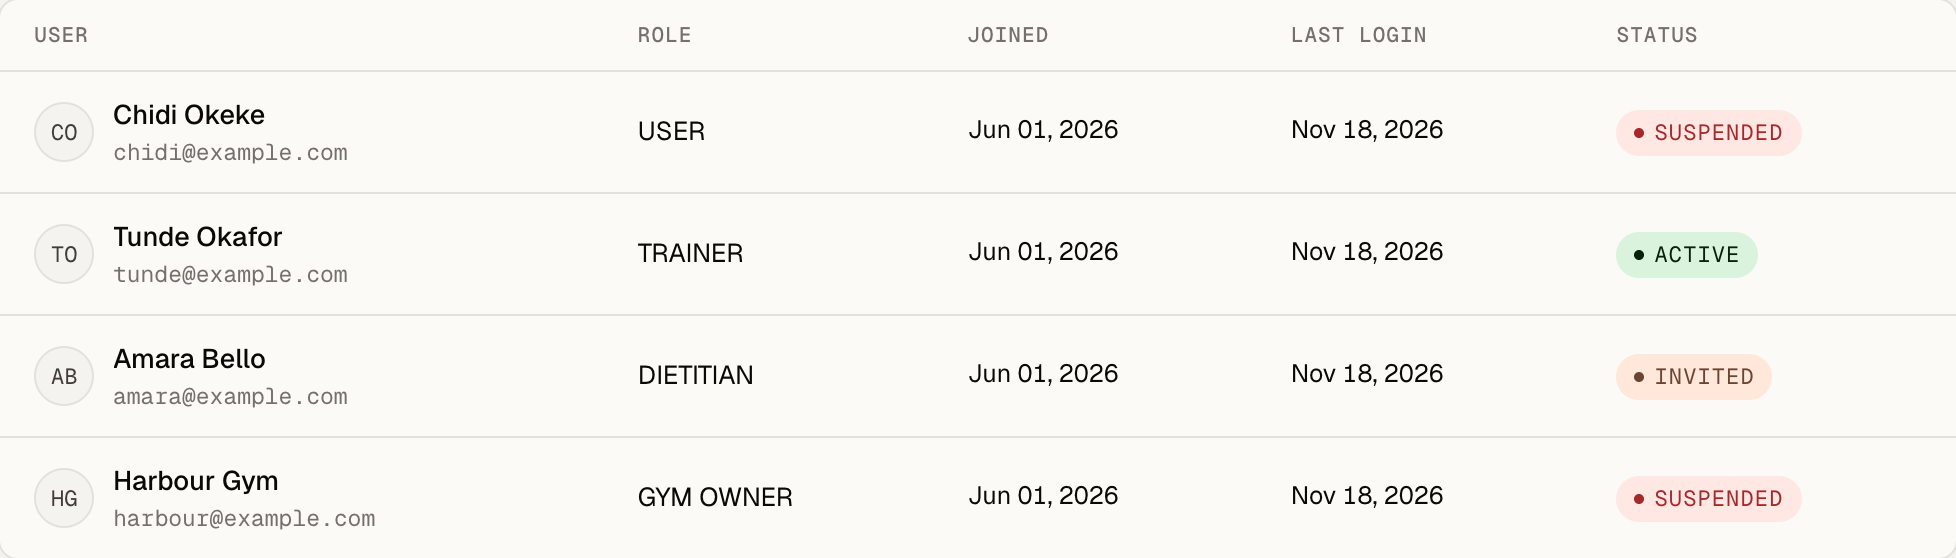 USER ROLE JOINED LAST LOGIN STATUS
CO Chidi Okeke USER Jun 01, 2026 Nov 18, 2026 SUSPENDED
chidi@example.com
TO Tunde Okafor TRAINER Jun 01, 2026 Nov 18, 2026 ACTIVE
tunde@example.com
AB Amara Bello DIETITIAN Jun 01, 2026 Nov 18, 2026 INVITED
amara@example.com
HG Harbour Gym GYM OWNER Jun 01, 2026 Nov 18, 2026 SUSPENDED
harbour@example.com